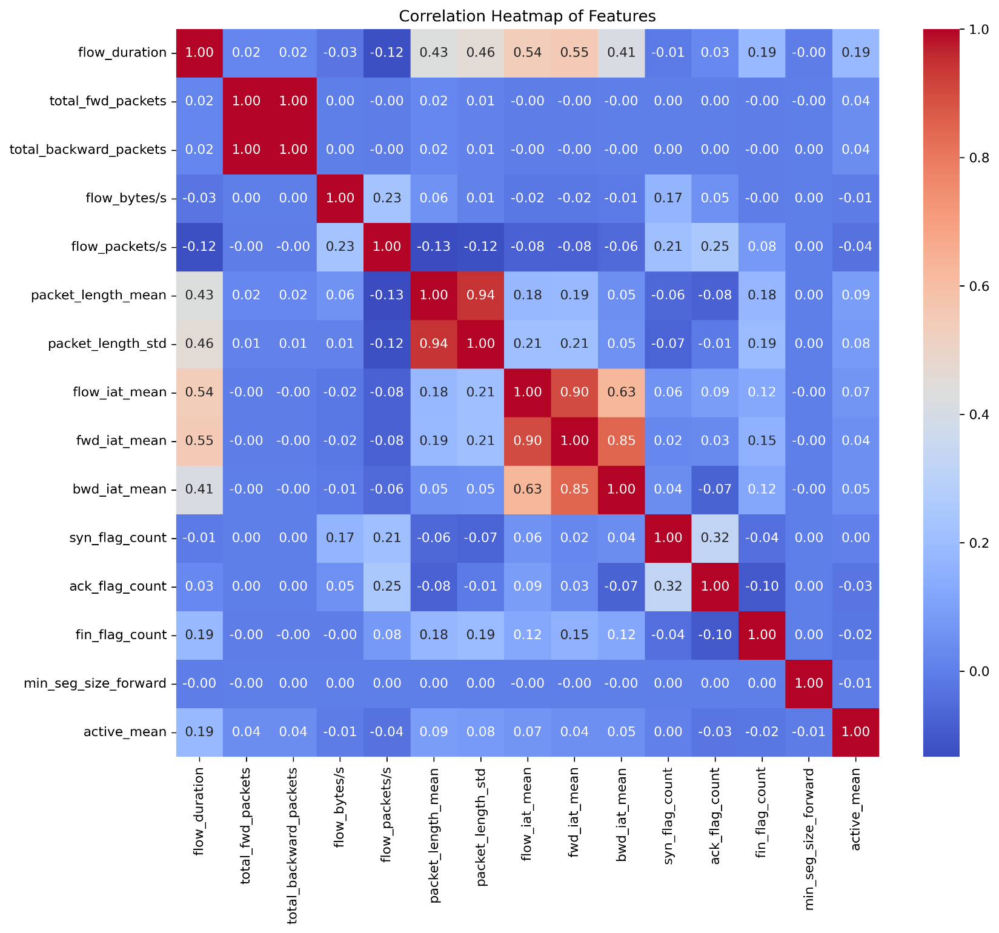 Correlation Heatmap of Features
flow_duration 1.00 0.02 0.02 -0.03 -0.12 0.43 0.46 0.54 0.55 0.41 -0.01 0.03 0.19 -0.00 0.19
total_fwd_packets 0.02 1.00 1.00 0.00 -0.00 0.02 0.01 -0.00 -0.00 -0.00 0.00 0.00 -0.00 -0.00 0.04
total_backward_packets 0.02 1.00 1.00 0.00 -0.00 0.02 0.01 -0.00 -0.00 -0.00 0.00 0.00 -0.00 0.00 0.04
flow_bytes/s -0.03 0.00 0.00 1.00 0.23 0.06 0.01 -0.02 -0.02 -0.01 0.17 0.05 -0.00 0.00 -0.01
flow_packets/s -0.12 -0.00 -0.00 0.23 1.00 -0.13 -0.12 -0.08 -0.08 -0.06 0.21 0.25 0.08 0.00 -0.04
packet_length_mean 0.43 0.02 0.02 0.06 -0.13 1.00 0.94 0.18 0.19 0.05 -0.06 -0.08 0.18 0.00 0.09
packet_length_std 0.46 0.01 0.01 0.01 -0.12 0.94 1.00 0.21 0.21 0.05 -0.07 -0.01 0.19 0.00 0.08
flow_iat_mean 0.54 -0.00 -0.00 -0.02 -0.08 0.18 0.21 1.00 0.90 0.63 0.06 0.09 0.12 -0.00 0.07
fwd_iat_mean 0.55 -0.00 -0.00 -0.02 -0.08 0.19 0.21 0.90 1.00 0.85 0.02 0.03 0.15 -0.00 0.04
bwd_iat_mean 0.41 -0.00 -0.00 -0.01 -0.06 0.05 0.05 0.63 0.85 1.00 0.04 -0.07 0.12 -0.00 0.05
syn_flag_count -0.01 0.00 0.00 0.17 0.21 -0.06 -0.07 0.06 0.02 0.04 1.00 0.32 -0.04 0.00 0.00
ack_flag_count 0.03 0.00 0.00 0.05 0.25 -0.08 -0.01 0.09 0.03 -0.07 0.32 1.00 -0.10 0.00 -0.03
fin_flag_count 0.19 -0.00 -0.00 -0.00 0.08 0.18 0.19 0.12 0.15 0.12 -0.04 -0.10 1.00 0.00 -0.02
min_seg_size_forward -0.00 -0.00 0.00 0.00 0.00 0.00 0.00 -0.00 -0.00 -0.00 0.00 0.00 0.00 1.00 -0.01
active_mean 0.19 0.04 0.04 -0.01 -0.04 0.09 0.08 0.07 0.04 0.05 0.00 -0.03 -0.02 -0.01 1.00
flow_duration
total_fwd_packets
total_backward_packets
flow_bytes/s
flow_packets/s
packet_length_mean
packet_length_std
flow_iat_mean
fwd_iat_mean
bwd_iat_mean
syn_flag_count
ack_flag_count
fin_flag_count
min_seg_size_forward
active_mean
1.0
0.8
0.6
0.4
0.2
0.0